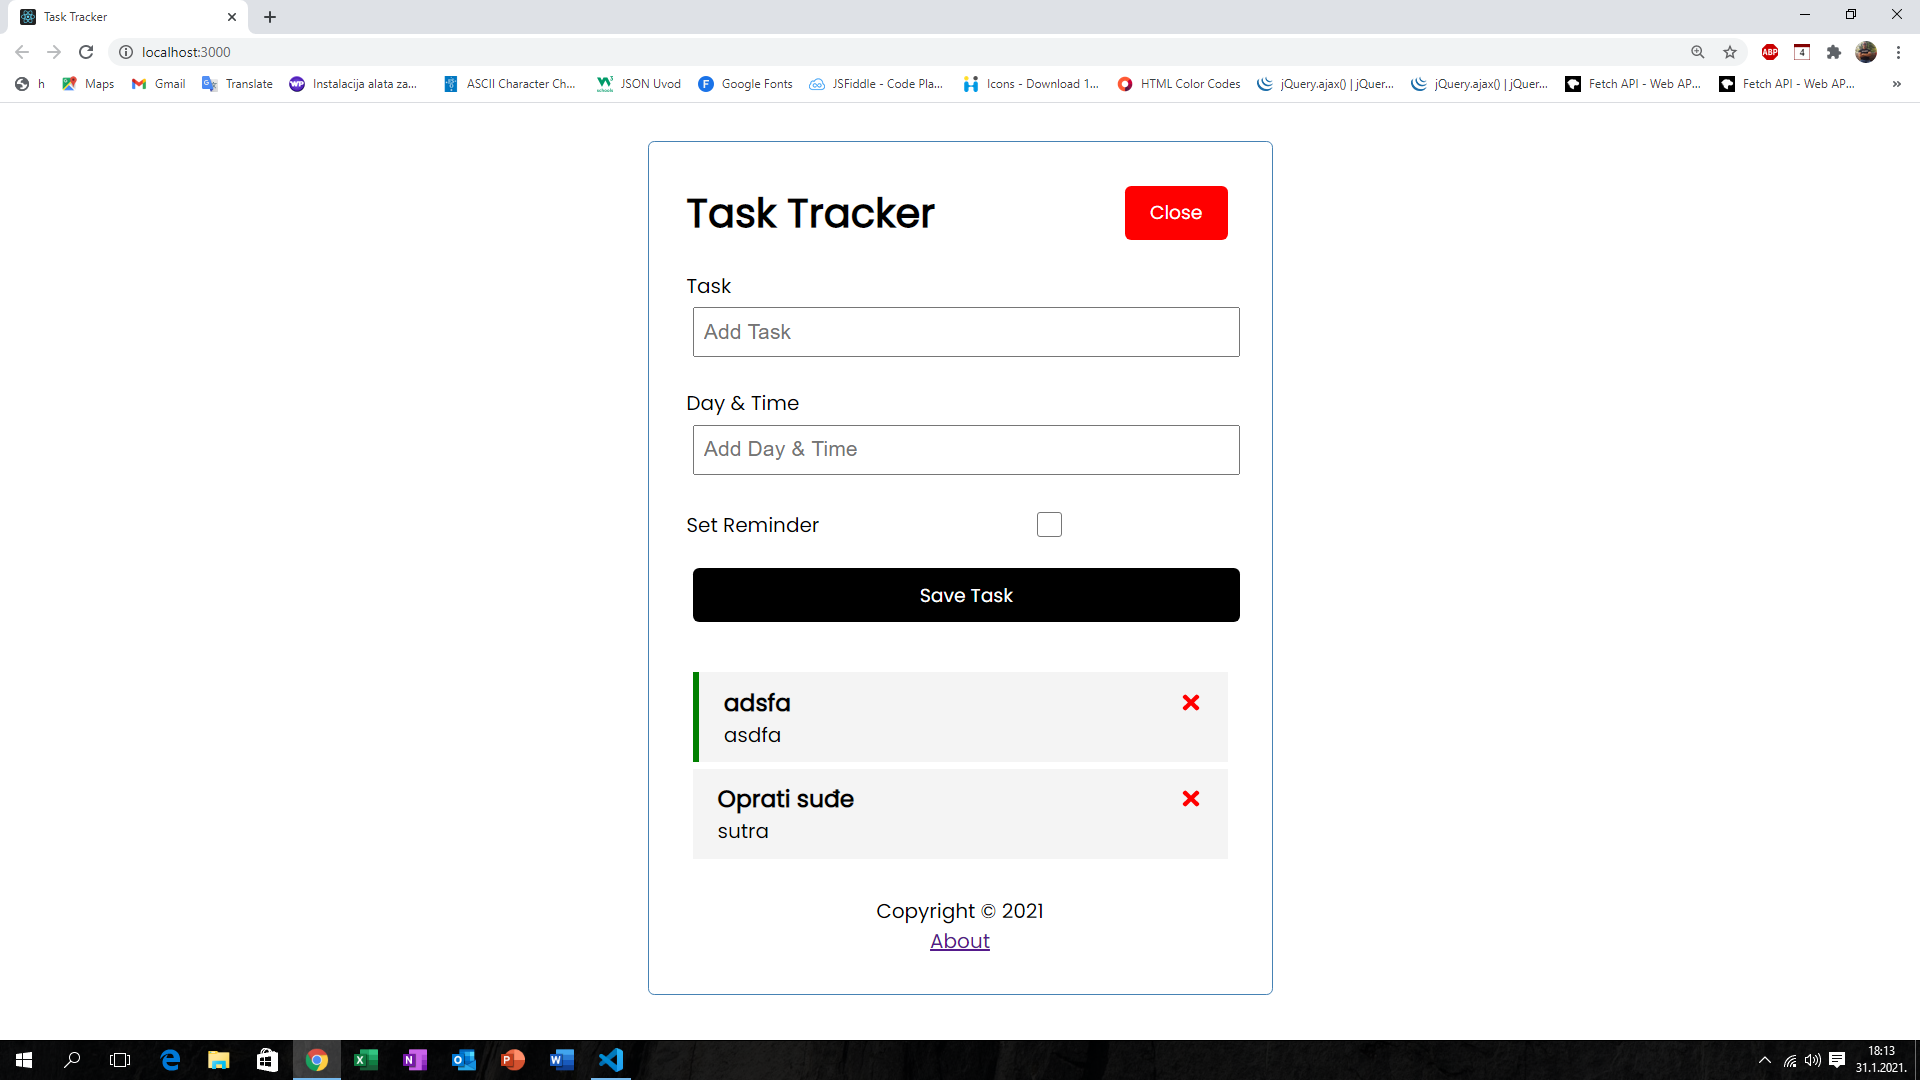 Task Tracker
localhost:3000
h Maps Gmail Translate Instalacija alata za... ASCII Character Ch... JSON Uvod Google Fonts JSFiddle - Code Pla... Icons - Download 1... HTML Color Codes jQuery.ajax() | jQuer... jQuery.ajax() | jQuer... Fetch API - Web AP... Fetch API - Web AP... »
Task Tracker
Close
Task
Add Task
Day & Time
Add Day & Time
Set Reminder
Save Task
adsfa
asdfa
Oprati suđe
sutra
Copyright © 2021
About
18:13
31.1.2021.